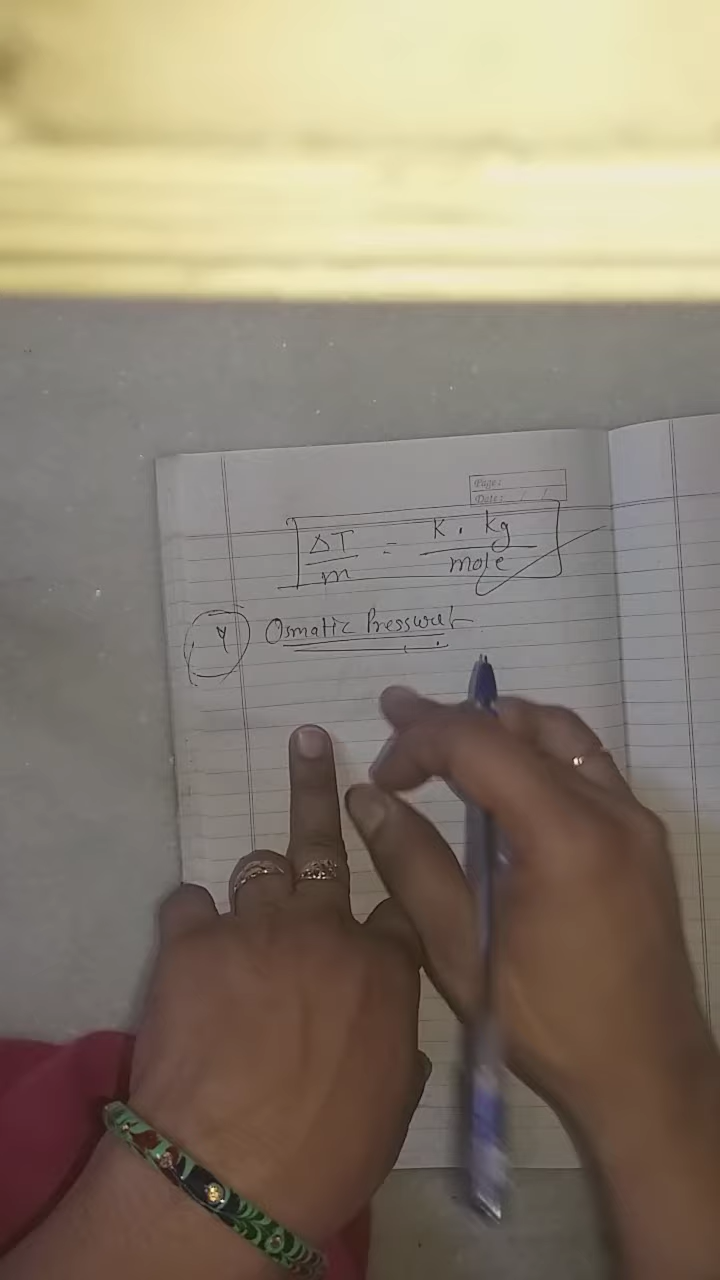 Page:
Date: / /
ΔT/m = K . kg/mole
4 Osmatic Pressure